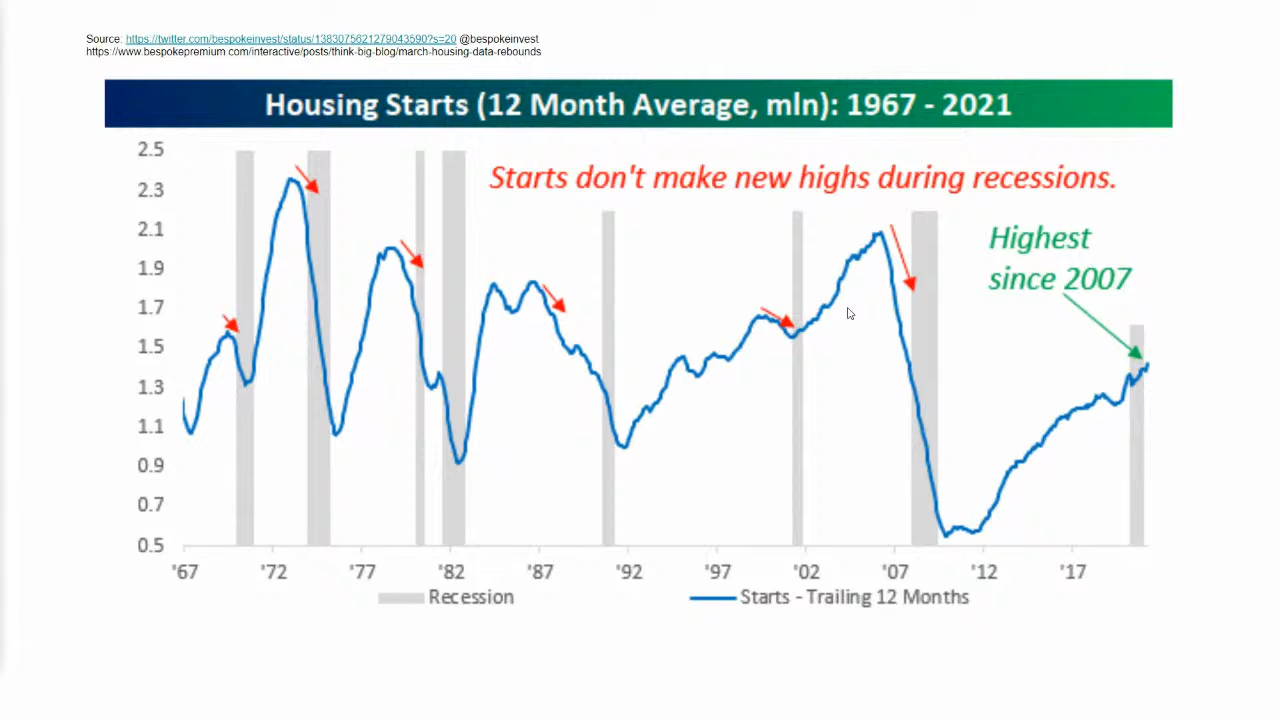 Source: https://twitter.com/bespokeinvest/status/1383075621279043590?s=20 @bespokeinvest
https://www.bespokepremium.com/interactive/posts/think-big-blog/march-housing-data-rebounds
Housing Starts (12 Month Average, mln): 1967 - 2021
2.5
Starts don't make new highs during recessions.
2.3
2.1
Highest
since 2007
1.9
1.7
1.5
1.3
1.1
0.9
0.7
0.5
'67 '72 '77 '82 '87 '92 '97 '02 '07 '12 '17
Recession Starts - Trailing 12 Months